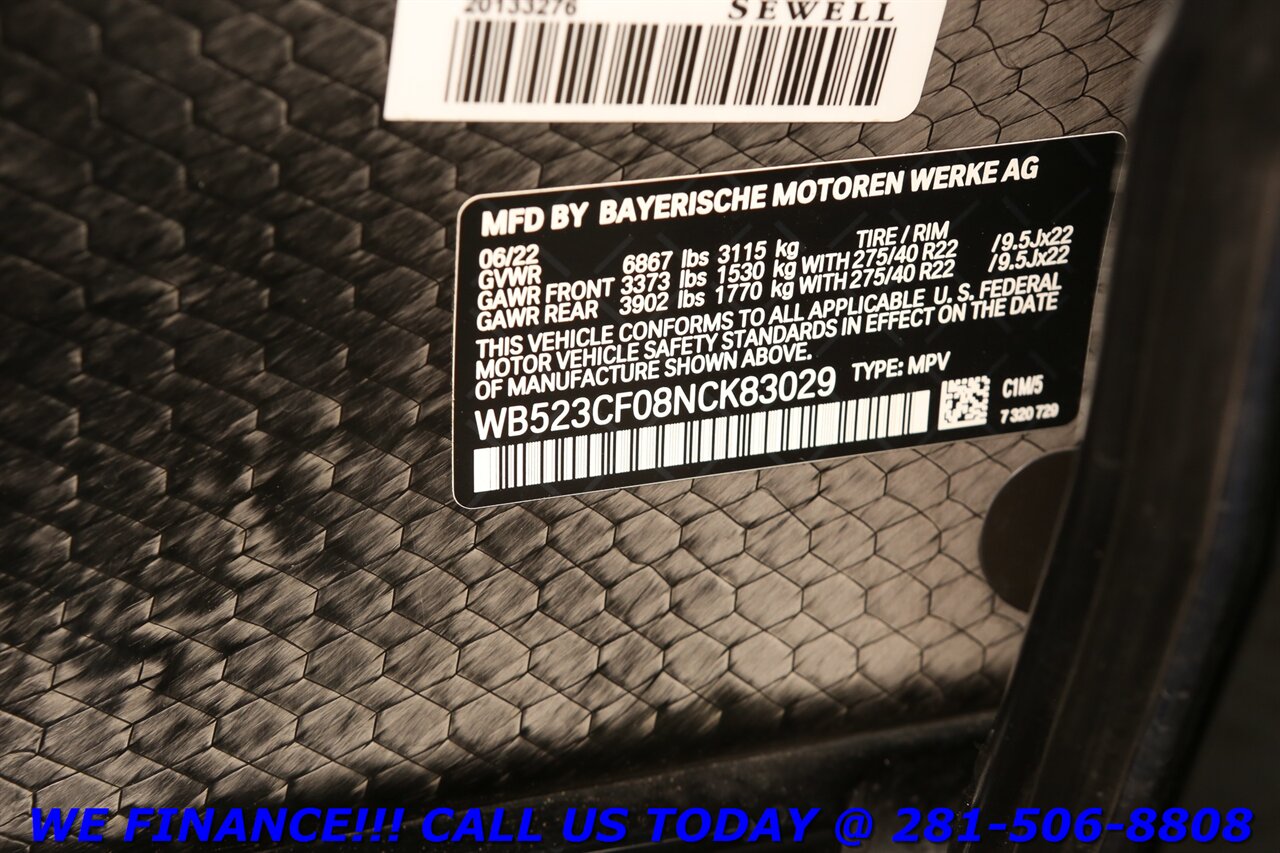 20133276 SEWELL
MFD BY BAYERISCHE MOTOREN WERKE AG
06/22 TIRE / RIM
GVWR 6867 lbs 3115 kg
GAWR FRONT 3373 lbs 1530 kg WITH 275/40 R22 /9.5Jx22
GAWR REAR 3902 lbs 1770 kg WITH 275/40 R22 /9.5Jx22
THIS VEHICLE CONFORMS TO ALL APPLICABLE U. S. FEDERAL
MOTOR VEHICLE SAFETY STANDARDS IN EFFECT ON THE DATE
OF MANUFACTURE SHOWN ABOVE.
WB523CF08NCK83029 TYPE: MPV
C1M/5
7 320 729
WE FINANCE!!! CALL US TODAY @ 281-506-8808